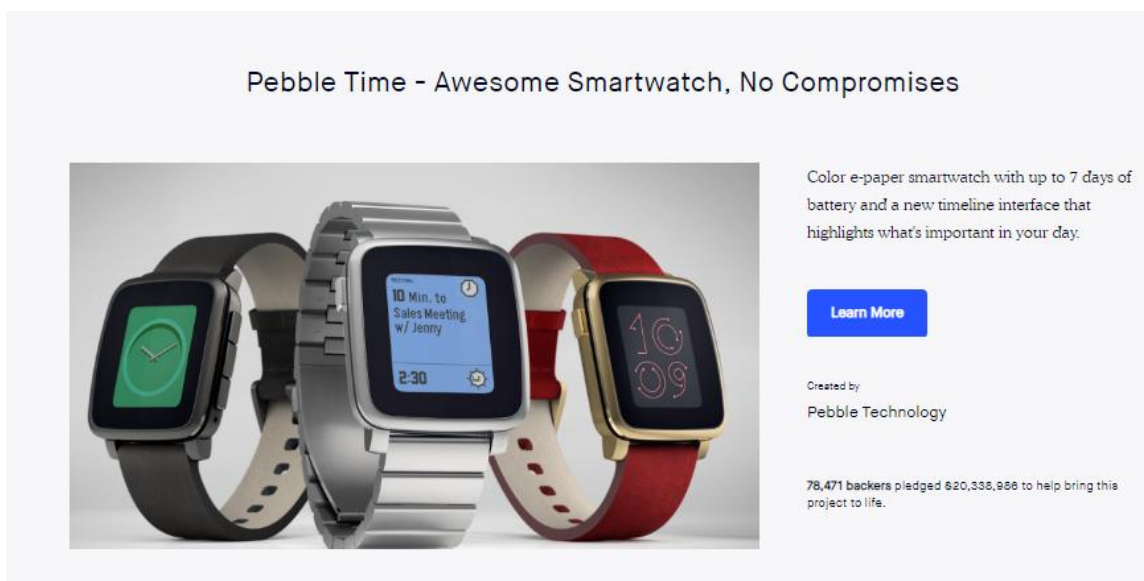 Pebble Time - Awesome Smartwatch, No Compromises
Color e-paper smartwatch with up to 7 days of
battery and a new timeline interface that
highlights what's important in your day.
10 Min. to
Sales Meeting
w/ Jenny
2:30
10
09
Learn More
Created by
Pebble Technology
78,471 backers pledged $20,338,986 to help bring this
project to life.